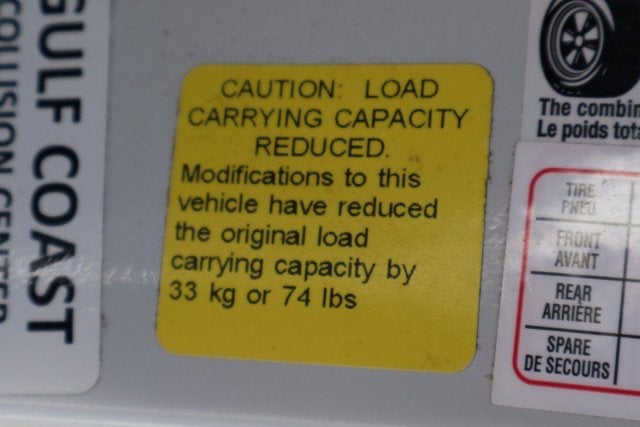 GULF COAST
COLLISION CENTER
CAUTION: LOAD
CARRYING CAPACITY
REDUCED.
Modifications to this
vehicle have reduced
the original load
carrying capacity by
33 kg or 74 lbs
The combin
Le poids tot
TIRE
PNEU
FRONT
AVANT
REAR
ARRIÈRE
SPARE
DE SECOURS